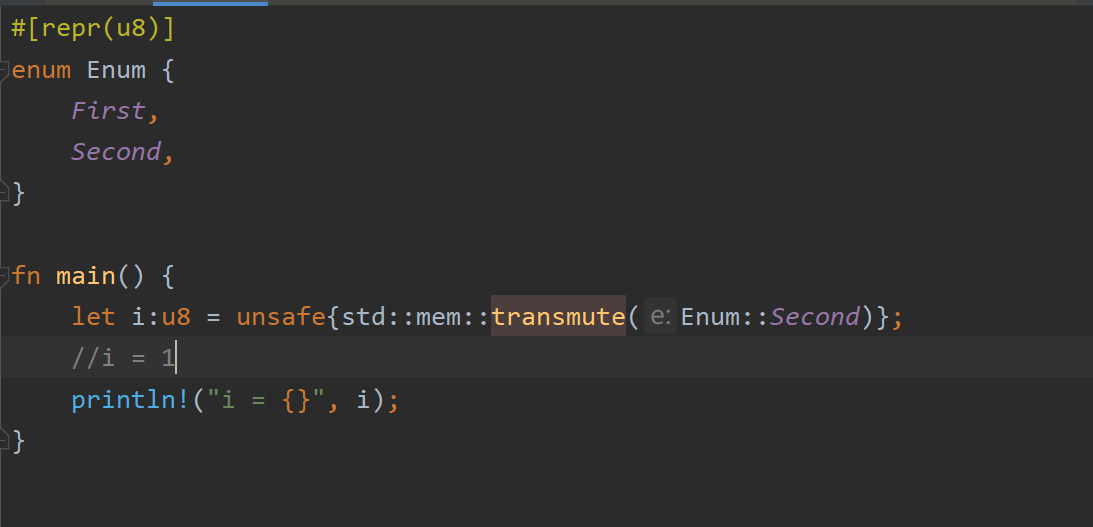 #[repr(u8)]
enum Enum {
    First,
    Second,
}
fn main() {
    let i:u8 = unsafe{std::mem::transmute( e: Enum::Second)};
    //i = 1
    println!("i = {}", i);
}